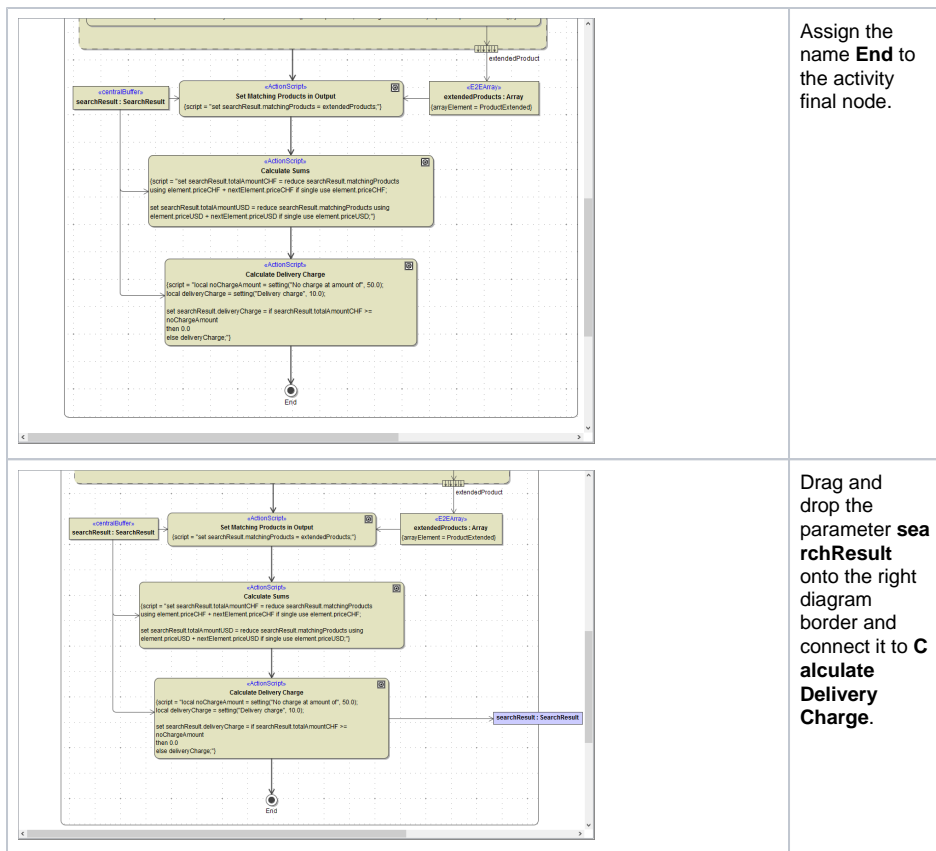 extendedProduct
«centralBuffer»
searchResult : SearchResult
«ActionScript»
Set Matching Products in Output
{script = "set searchResult.matchingProducts = extendedProducts;"}
«E2EArray»
extendedProducts : Array
{arrayElement = ProductExtended}
«ActionScript»
Calculate Sums
{script = "set searchResult.totalAmountCHF = reduce searchResult.matchingProducts
using element.priceCHF + nextElement.priceCHF if single use element.priceCHF;
set searchResult.totalAmountUSD = reduce searchResult.matchingProducts using
element.priceUSD + nextElement.priceUSD if single use element.priceUSD;"}
«ActionScript»
Calculate Delivery Charge
{script = "local noChargeAmount = setting("No charge at amount of", 50.0);
local deliveryCharge = setting("Delivery charge", 10.0);
set searchResult.deliveryCharge = if searchResult.totalAmountCHF >=
noChargeAmount
then 0.0
else deliveryCharge;"}
End
Assign the
name End to
the activity
final node.
extendedProduct
«centralBuffer»
searchResult : SearchResult
«ActionScript»
Set Matching Products in Output
{script = "set searchResult.matchingProducts = extendedProducts;"}
«E2EArray»
extendedProducts : Array
{arrayElement = ProductExtended}
«ActionScript»
Calculate Sums
{script = "set searchResult.totalAmountCHF = reduce searchResult.matchingProducts
using element.priceCHF + nextElement.priceCHF if single use element.priceCHF;
set searchResult.totalAmountUSD = reduce searchResult.matchingProducts using
element.priceUSD + nextElement.priceUSD if single use element.priceUSD;"}
«ActionScript»
Calculate Delivery Charge
{script = "local noChargeAmount = setting("No charge at amount of", 50.0);
local deliveryCharge = setting("Delivery charge", 10.0);
set searchResult.deliveryCharge = if searchResult.totalAmountCHF >=
noChargeAmount
then 0.0
else deliveryCharge;"}
searchResult : SearchResult
End
Drag and
drop the
parameter sea
rchResult
onto the right
diagram
border and
connect it to C
alculate
Delivery
Charge.